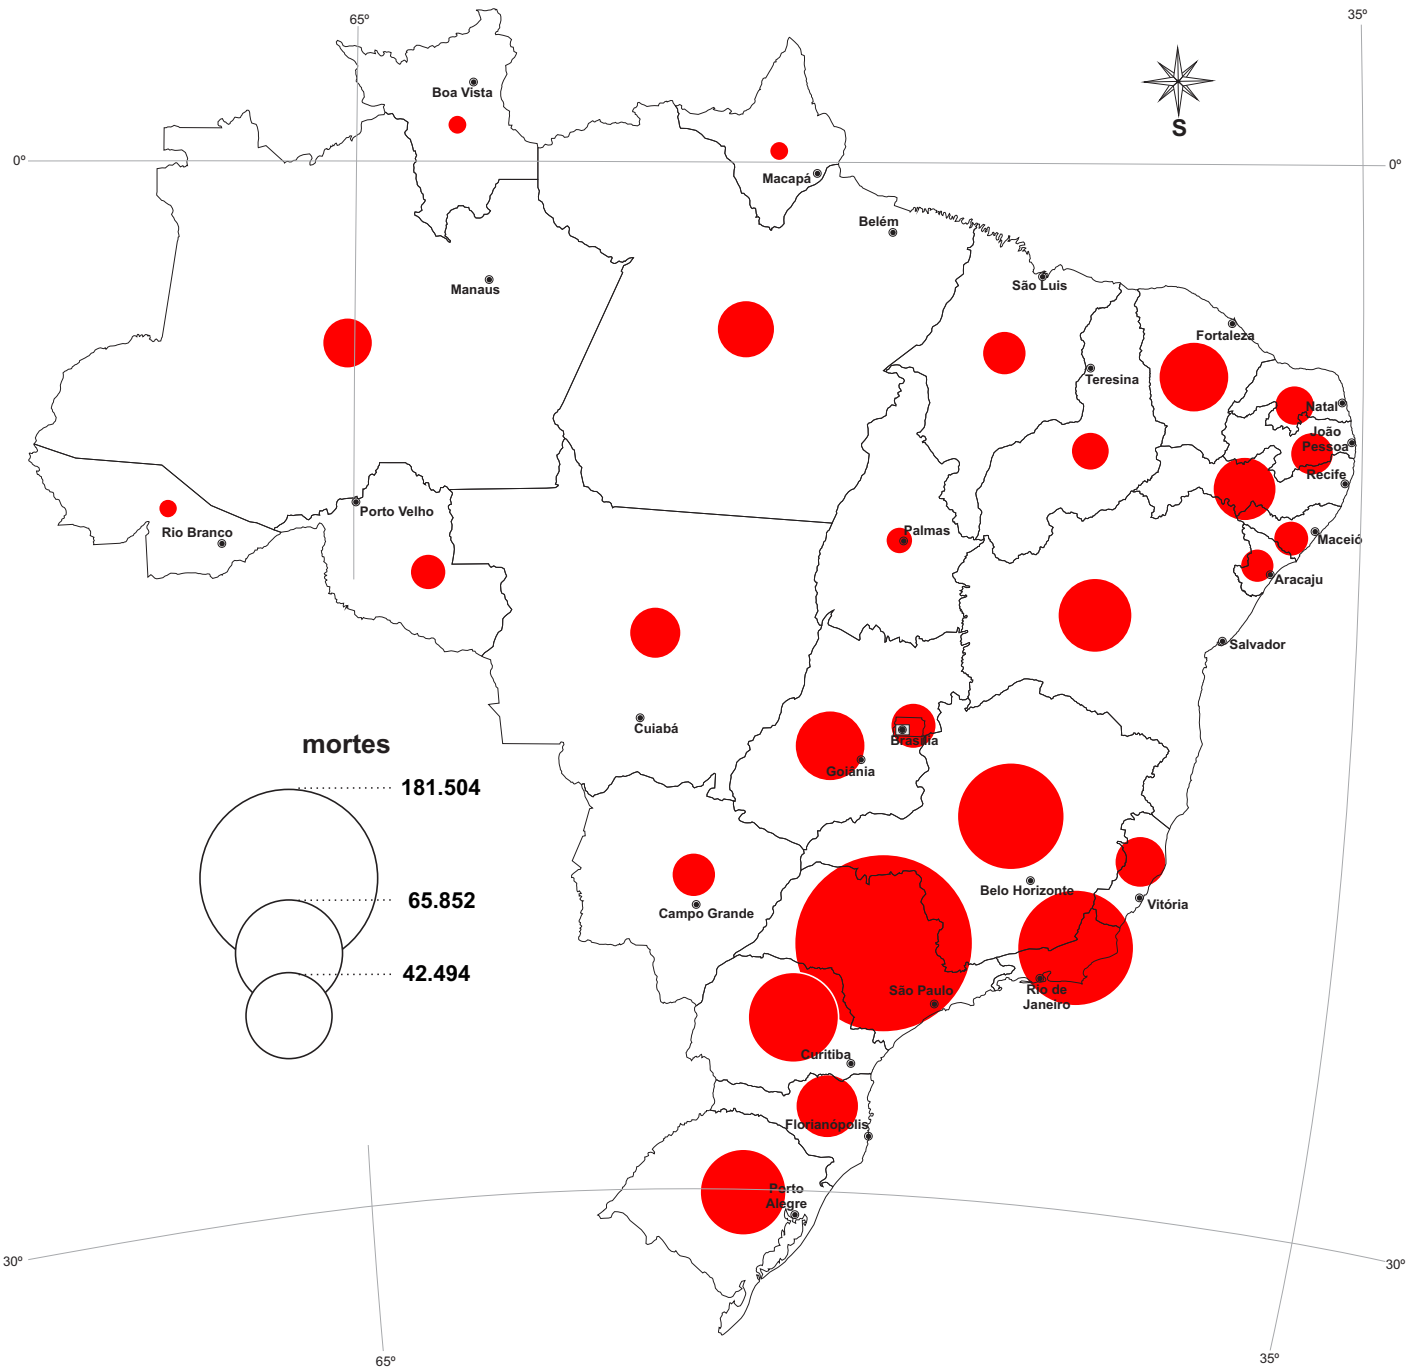 65º
35º
Boa Vista
S
0º
0º
Macapá
Belém
Manaus
São Luis
Fortaleza
Teresina
Natal
João
Pessoa
Recife
Porto Velho
Rio Branco
Palmas
Maceió
Aracaju
Salvador
Cuiabá
Brasília
Goiânia
mortes
181.504
65.852
42.494
Belo Horizonte
Campo Grande
Vitória
São Paulo
Rio de
Janeiro
Curitiba
Florianópolis
Porto
Alegre
30º
30º
65º
35º